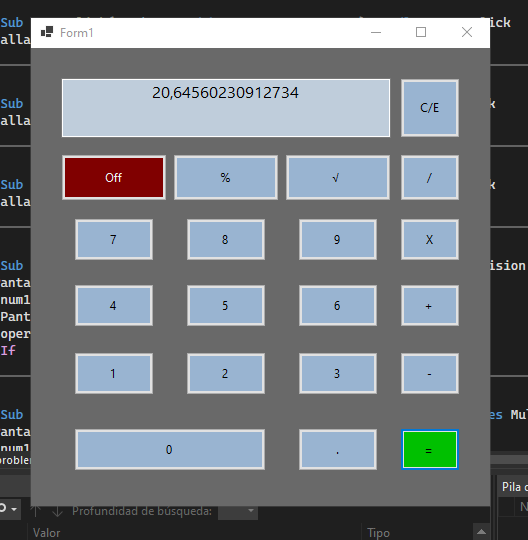 Sub
ick
alla
Form1
20,64560230912734
C/E
Sub
k
alla
Off
%
√
/
Sub
k
alla
7
8
9
X
Sub
ision
anta
num1
4
5
6
+
Pant
oper
If
1
2
3
-
Sub
es Mul
anta
num1
0
.
=
problem
Pila d
Profundidad de búsqueda:
N
Valor
Tipo